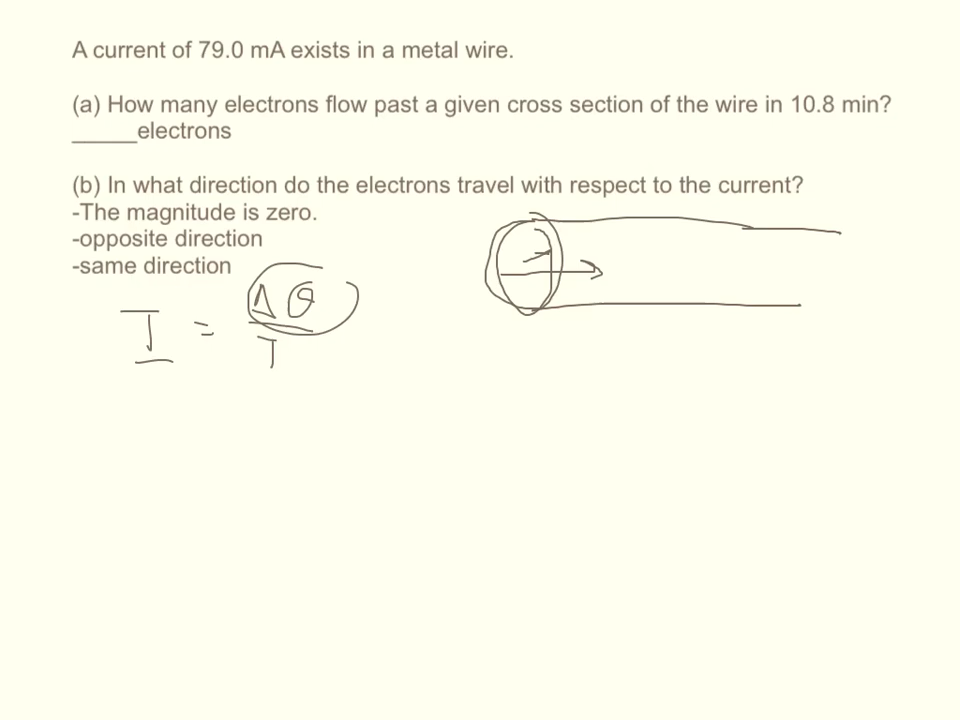 A current of 79.0 mA exists in a metal wire.
(a) How many electrons flow past a given cross section of the wire in 10.8 min?
_____electrons
(b) In what direction do the electrons travel with respect to the current?
-The magnitude is zero.
-opposite direction
-same direction
I = ΔQ
T